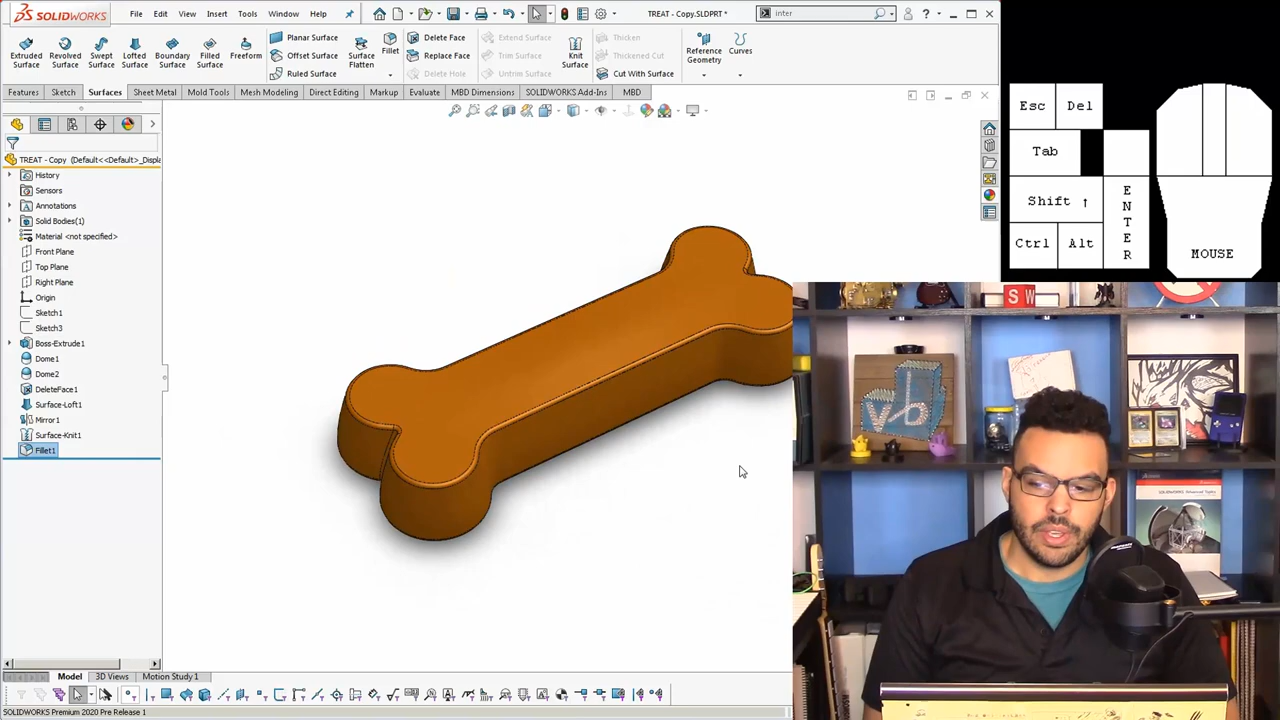 SOLIDWORKS
File
Edit
View
Insert
Tools
Window
Help
TREAT - Copy.SLDPRT *
inter
?
Extruded Surface
Revolved Surface
Swept Surface
Lofted Surface
Boundary Surface
Filled Surface
Freeform
Planar Surface
Offset Surface
Ruled Surface
Surface Flatten
Fillet
Delete Face
Replace Face
Delete Hole
Extend Surface
Trim Surface
Untrim Surface
Knit Surface
Thicken
Thickened Cut
Cut With Surface
Reference Geometry
Curves
Features
Sketch
Surfaces
Sheet Metal
Mold Tools
Mesh Modeling
Direct Editing
Markup
Evaluate
MBD Dimensions
SOLIDWORKS Add-Ins
MBD
TREAT - Copy (Default<<Default>_Displa
History
Sensors
Annotations
Solid Bodies(1)
Material <not specified>
Front Plane
Top Plane
Right Plane
Origin
Sketch1
Sketch3
Boss-Extrude1
Dome1
Dome2
DeleteFace1
Surface-Loft1
Mirror1
Surface-Knit1
Fillet1
Model
3D Views
Motion Study 1
SOLIDWORKS Premium 2020 Pre Release 1
Esc
Del
Tab
Shift ↑
Ctrl
Alt
ENTER
MOUSE
SW
vb